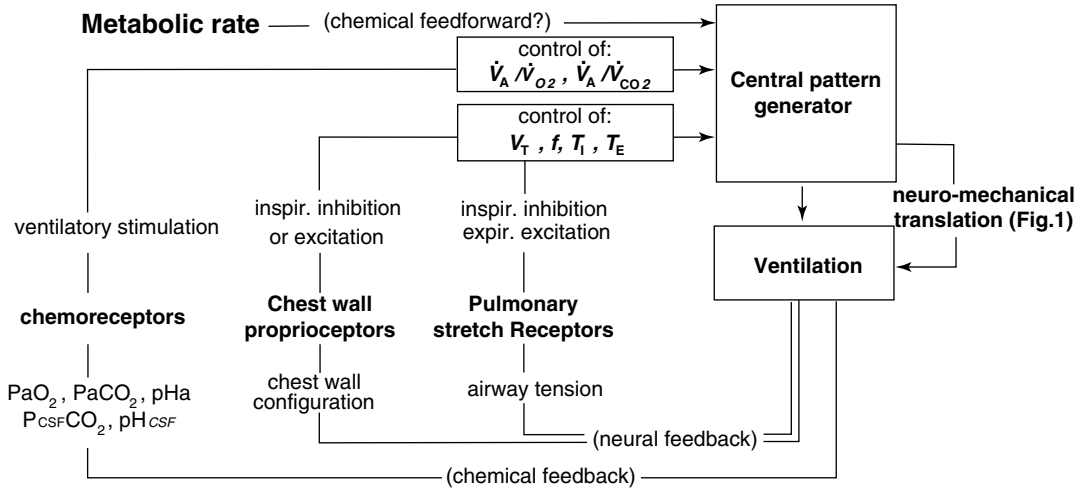 Metabolic rate (chemical feedforward?)
control of:
V̇A /V̇O2 , V̇A /V̇CO2
Central pattern
generator
control of:
VT , f, TI , TE
neuro-mechanical
translation (Fig.1)
ventilatory stimulation
inspir. inhibition
or excitation
inspir. inhibition
expir. excitation
Ventilation
chemoreceptors
Chest wall
proprioceptors
Pulmonary
stretch Receptors
PaO2 , PaCO2 , pHa
PCSFCO2, pHCSF
chest wall
configuration
airway tension
(neural feedback)
(chemical feedback)